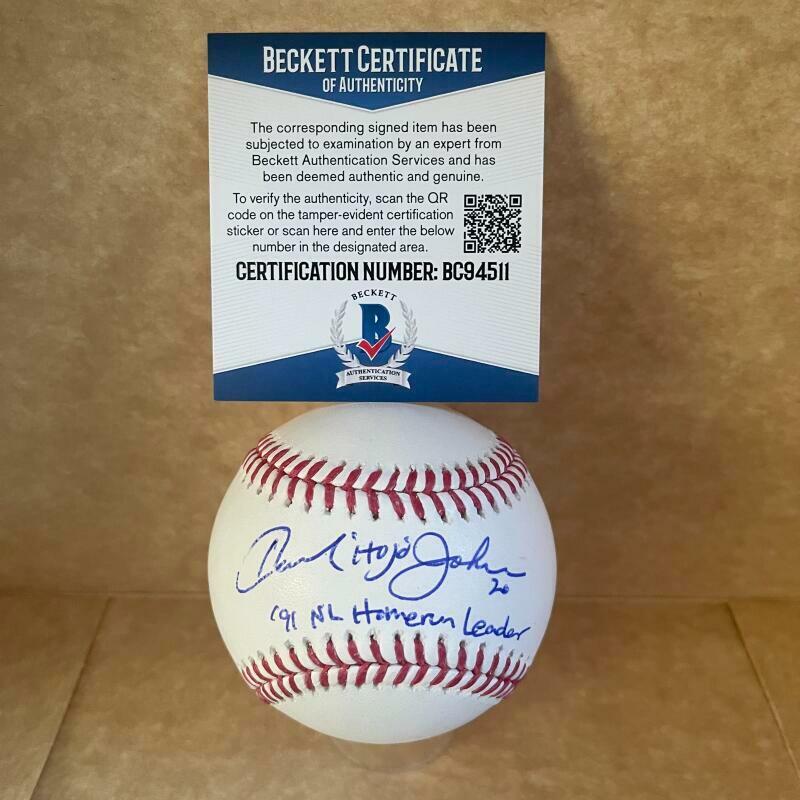 BECKETT CERTIFICATE
OF AUTHENTICITY
The corresponding signed item has been
subjected to examination by an expert from
Beckett Authentication Services and has
been deemed authentic and genuine.
To verify the authenticity, scan the QR
code on the tamper-evident certification
sticker or scan here and enter the below
number in the designated area.
CERTIFICATION NUMBER: BC94511
BECKETT
B
AUTHENTICATION
SERVICES
"HoJo" Johnson
20
'91 NL Homerun Leader